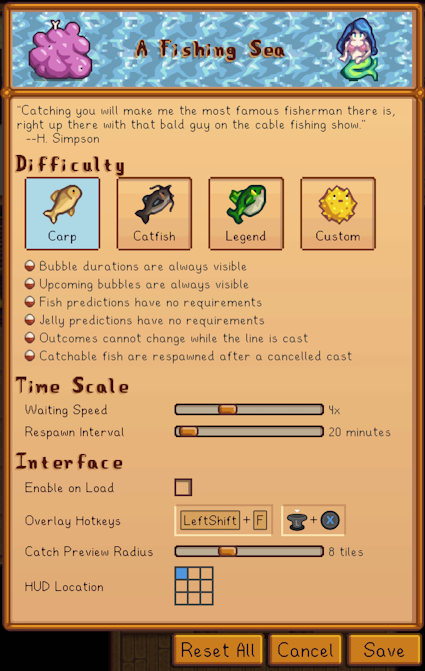 A Fishing Sea
"Catching you will make me the most famous fisherman there is,
right up there with that bald guy on the cable fishing show."
--H. Simpson
Difficulty
Carp
Catfish
Legend
Custom
Bubble durations are always visible
Upcoming bubbles are always visible
Fish predictions have no requirements
Jelly predictions have no requirements
Outcomes cannot change while the line is cast
Catchable fish are respawned after a cancelled cast
Time Scale
Waiting Speed 4x
Respawn Interval 20 minutes
Interface
Enable on Load
Overlay Hotkeys LeftShift + F + X
Catch Preview Radius 8 tiles
HUD Location
Reset All Cancel Save